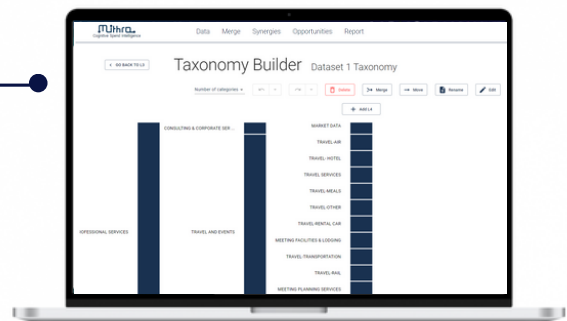 Mithra
Cognitive Spend Intelligence
Data Merge Synergies Opportunities Report
< GO BACK TO L3
Taxonomy Builder Dataset 1 Taxonomy
Number of categories
Delete Merge Move Rename Edit
+ Add L4
MARKET DATA
CONSULTING & CORPORATE SER ...
TRAVEL-AIR
TRAVEL- HOTEL
TRAVEL SERVICES
TRAVEL-MEALS
TRAVEL-OTHER
TRAVEL-RENTAL CAR
OFESSIONAL SERVICES TRAVEL AND EVENTS
MEETING FACILITIES & LODGING
TRAVEL-TRANSPORTATION
TRAVEL-RAIL
MEETING PLANNING SERVICES